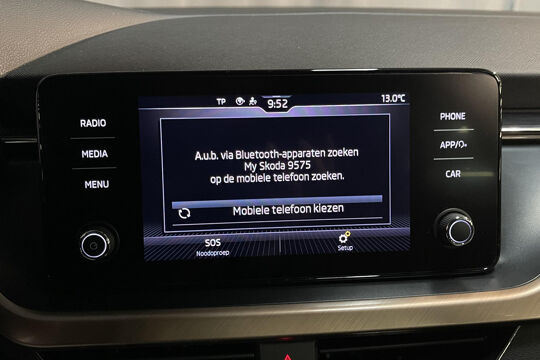 TP 9:52 13.0°C
RADIO
MEDIA
MENU
A.u.b. via Bluetooth-apparaten zoeken
My Skoda 9575
op de mobiele telefoon zoeken.
Mobiele telefoon kiezen
SOS
Noodoproep
Setup
PHONE
APP/
CAR